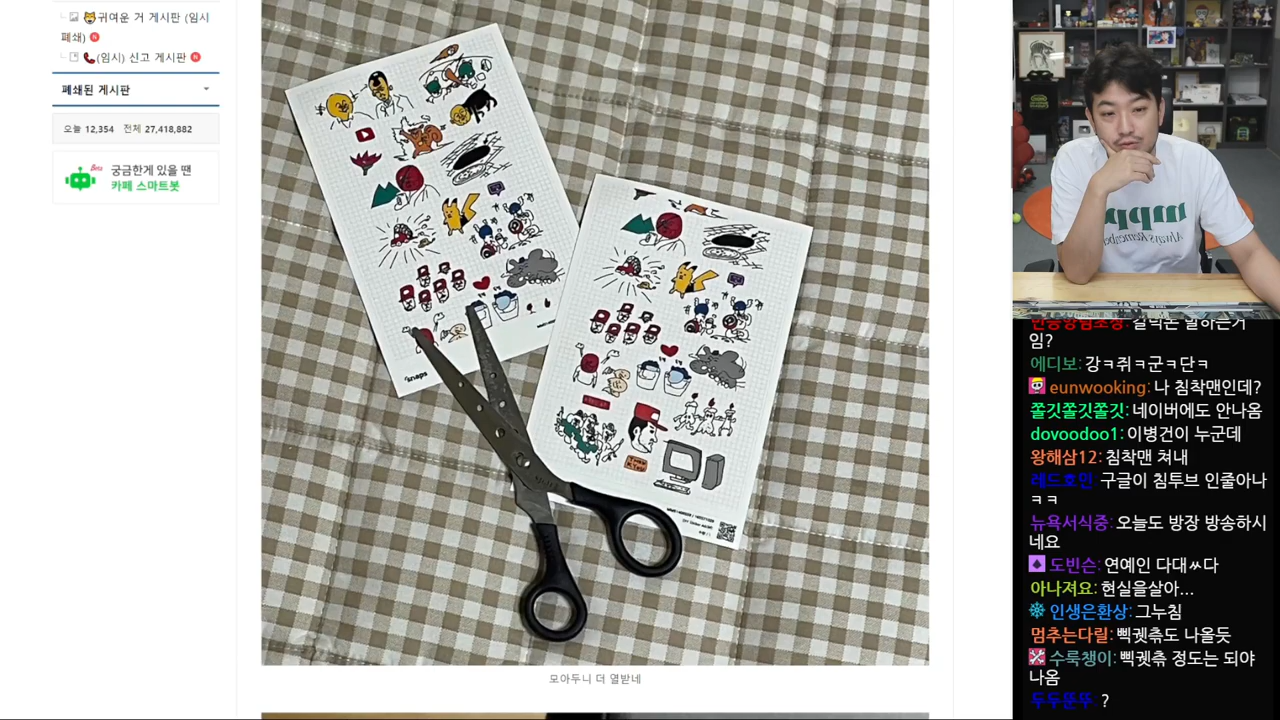 😺귀여운 거 게시판 (임시
폐쇄) N
📞(임시) 신고 게시판 N
폐쇄된 게시판
오늘 12,354 전체 27,418,882
궁금한게 있을 땐 Beta
카페 스마트봇
snaps
모아두니 더 열받네
임?
에디보: 강ㅋ쥐ㅋ군ㅋ단ㅋ
eunwooking: 나 침착맨인데?
쫄깃쫄깃쫄깃: 네이버에도 안나옴
dovoodoo1: 이병건이 누군데
왕해삼12: 침착맨 쳐내
레드호민: 구글이 침투브 인줄아나
ㅋㅋ
뉴욕서식중: 오늘도 방장 방송하시
네요
도빈슨: 연예인 다대ㅆ다
아나져요: 현실을살아...
인생은환상: 그누침
멈추는다릴: 삑궷츆도 나올듯
수룩챙이: 삑궷츆 정도는 되야
나옴
두두뚠뚜: ?